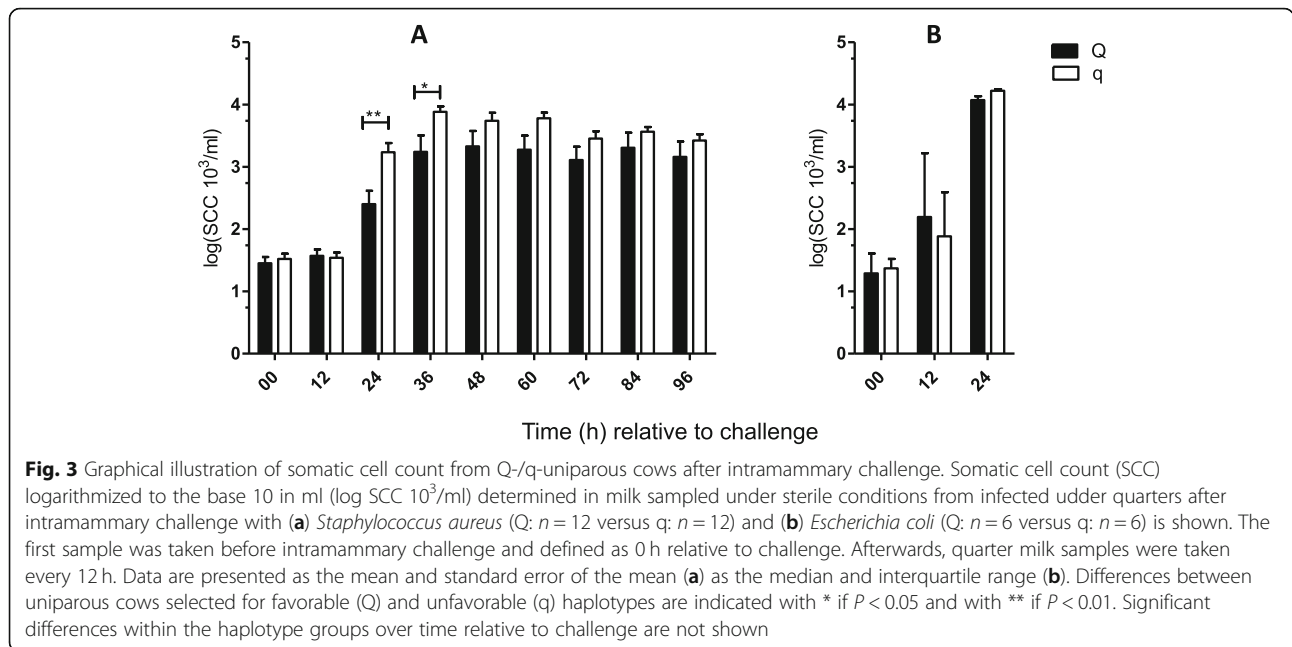 A
B
Q
q
5
4
3
2
1
0
log(SCC 10³/ml)
**
*
00 12 24 36 48 60 72 84 96
5
4
3
2
1
0
log(SCC 10³/ml)
00 12 24
Time (h) relative to challenge
Fig. 3 Graphical illustration of somatic cell count from Q-/q-uniparous cows after intramammary challenge. Somatic cell count (SCC)
logarithmized to the base 10 in ml (log SCC 10³/ml) determined in milk sampled under sterile conditions from infected udder quarters after
intramammary challenge with (a) Staphylococcus aureus (Q: n = 12 versus q: n = 12) and (b) Escherichia coli (Q: n = 6 versus q: n = 6) is shown. The
first sample was taken before intramammary challenge and defined as 0 h relative to challenge. Afterwards, quarter milk samples were taken
every 12 h. Data are presented as the mean and standard error of the mean (a) as the median and interquartile range (b). Differences between
uniparous cows selected for favorable (Q) and unfavorable (q) haplotypes are indicated with * if P < 0.05 and with ** if P < 0.01. Significant
differences within the haplotype groups over time relative to challenge are not shown